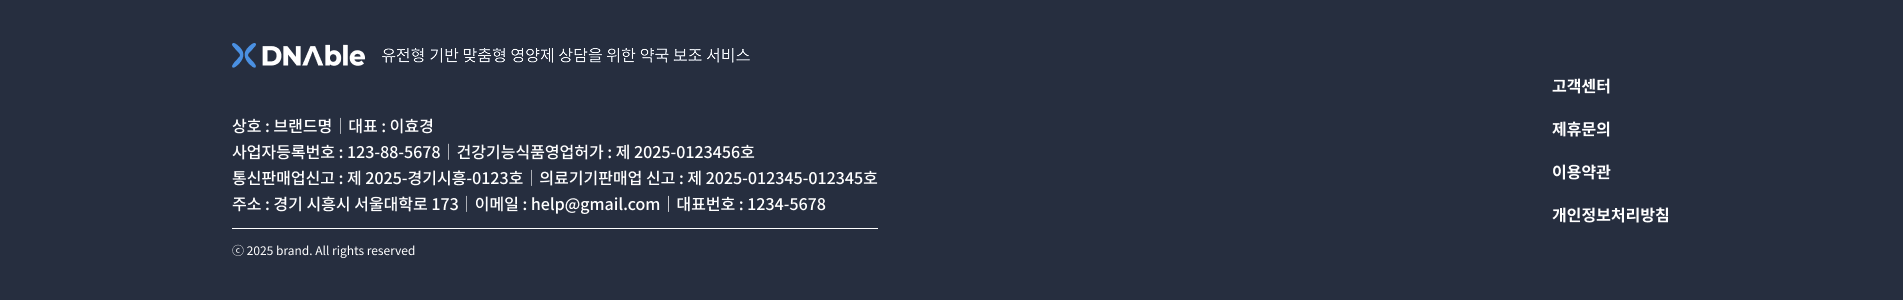 DNAble 유전형 기반 맞춤형 영양제 상담을 위한 약국 보조 서비스
상호 : 브랜드명 | 대표 : 이효경
사업자등록번호 : 123-88-5678 | 건강기능식품영업허가 : 제 2025-0123456호
통신판매업신고 : 제 2025-경기시흥-0123호 | 의료기기판매업 신고 : 제 2025-012345-012345호
주소 : 경기 시흥시 서울대학로 173 | 이메일 : help@gmail.com | 대표번호 : 1234-5678
ⓒ 2025 brand. All rights reserved
고객센터
제휴문의
이용약관
개인정보처리방침